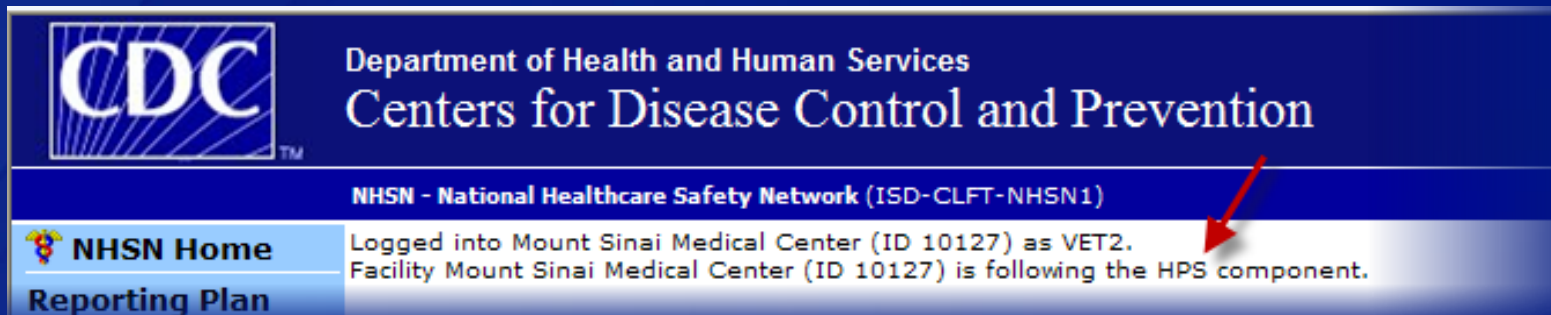 CDC
TM
Department of Health and Human Services
Centers for Disease Control and Prevention
NHSN - National Healthcare Safety Network (ISD-CLFT-NHSN1)
NHSN Home
Logged into Mount Sinai Medical Center (ID 10127) as VET2.
Facility Mount Sinai Medical Center (ID 10127) is following the HPS component.
Reporting Plan